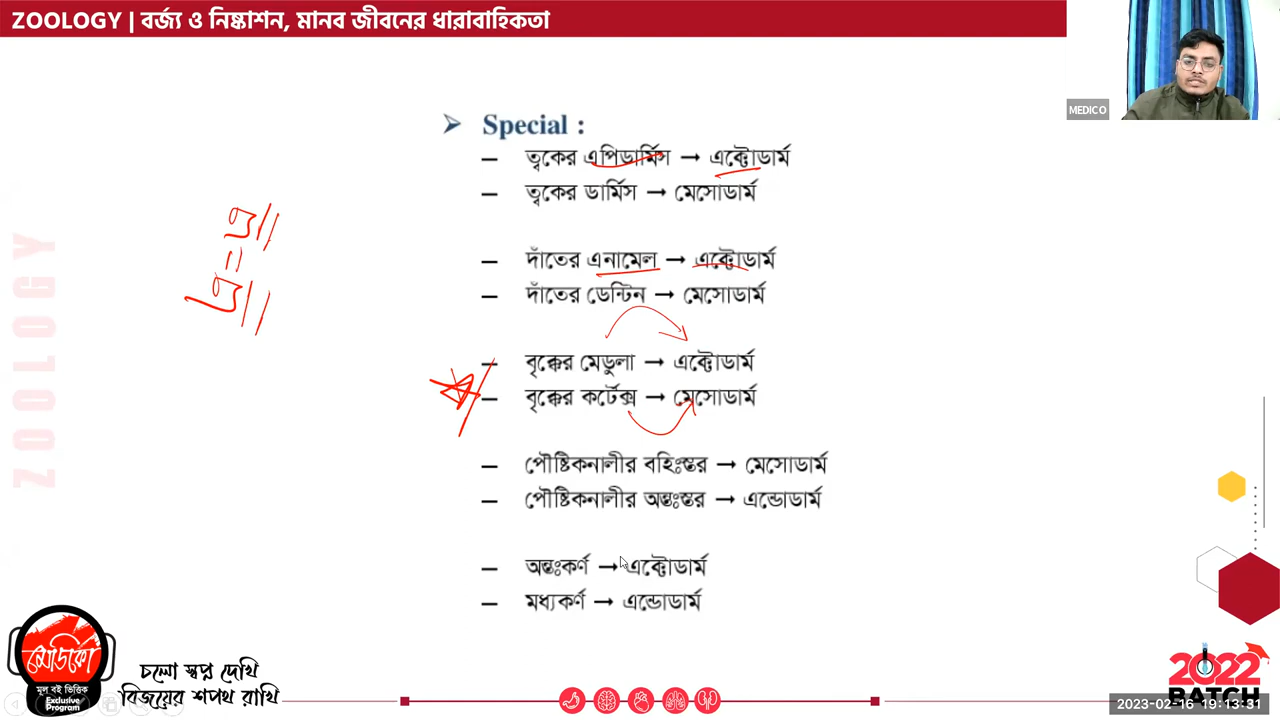 ZOOLOGY | বর্জ্য ও নিষ্কাশন, মানব জীবনের ধারাবাহিকতা
MEDICO
➤ Special :
– ত্বকের এপিডার্মিস → এক্টোডার্ম
– ত্বকের ডার্মিস → মেসোডার্ম
– দাঁতের এনামেল → এক্টোডার্ম
– দাঁতের ডেন্টিন → মেসোডার্ম
– বৃক্কের মেডুলা → এক্টোডার্ম
– বৃক্কের কর্টেক্স → মেসোডার্ম
– পৌষ্টিকনালীর বহিঃস্তর → মেসোডার্ম
– পৌষ্টিকনালীর অন্তঃস্তর → এন্ডোডার্ম
– অন্তঃকর্ণ → এক্টোডার্ম
– মধ্যকর্ণ → এন্ডোডার্ম
ZOOLOGY
মেডিকো
মূল বই ভিত্তিক
Exclusive
Program
চলো স্বপ্ন দেখি
বিজয়ের শপথ রাখি
2022
BATCH
2023-02-16 19:13:31